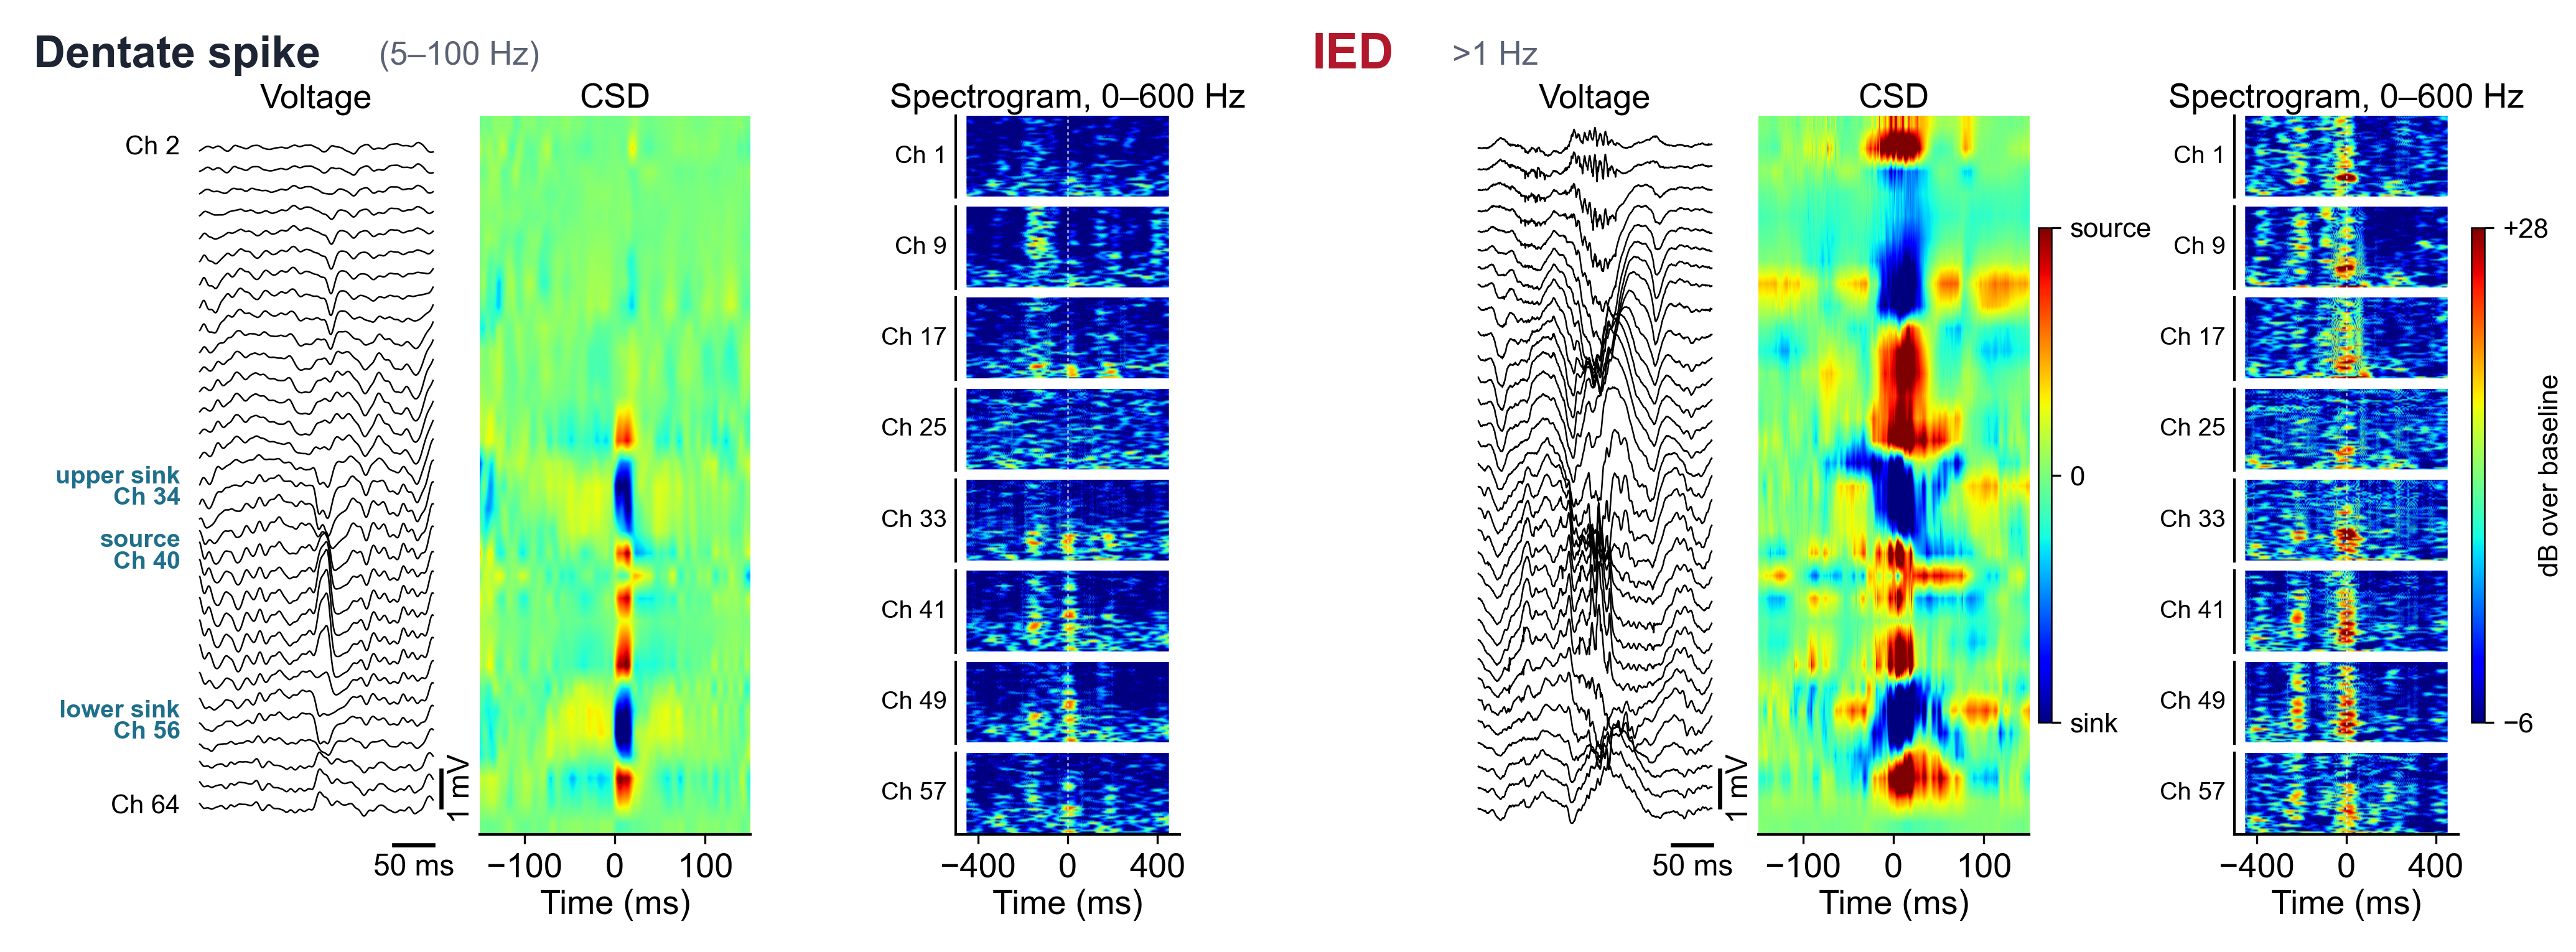 Dentate spike (5–100 Hz)
Voltage
CSD
Spectrogram, 0–600 Hz
Ch 2
upper sink
Ch 34
source
Ch 40
lower sink
Ch 56
Ch 64
1 mV
50 ms
−100 0 100
Time (ms)
Ch 1
Ch 9
Ch 17
Ch 25
Ch 33
Ch 41
Ch 49
Ch 57
−400 0 400
Time (ms)
IED >1 Hz
Voltage
CSD
Spectrogram, 0–600 Hz
1 mV
50 ms
−100 0 100
Time (ms)
source
0
sink
Ch 1
Ch 9
Ch 17
Ch 25
Ch 33
Ch 41
Ch 49
Ch 57
−400 0 400
Time (ms)
+28
−6
dB over baseline